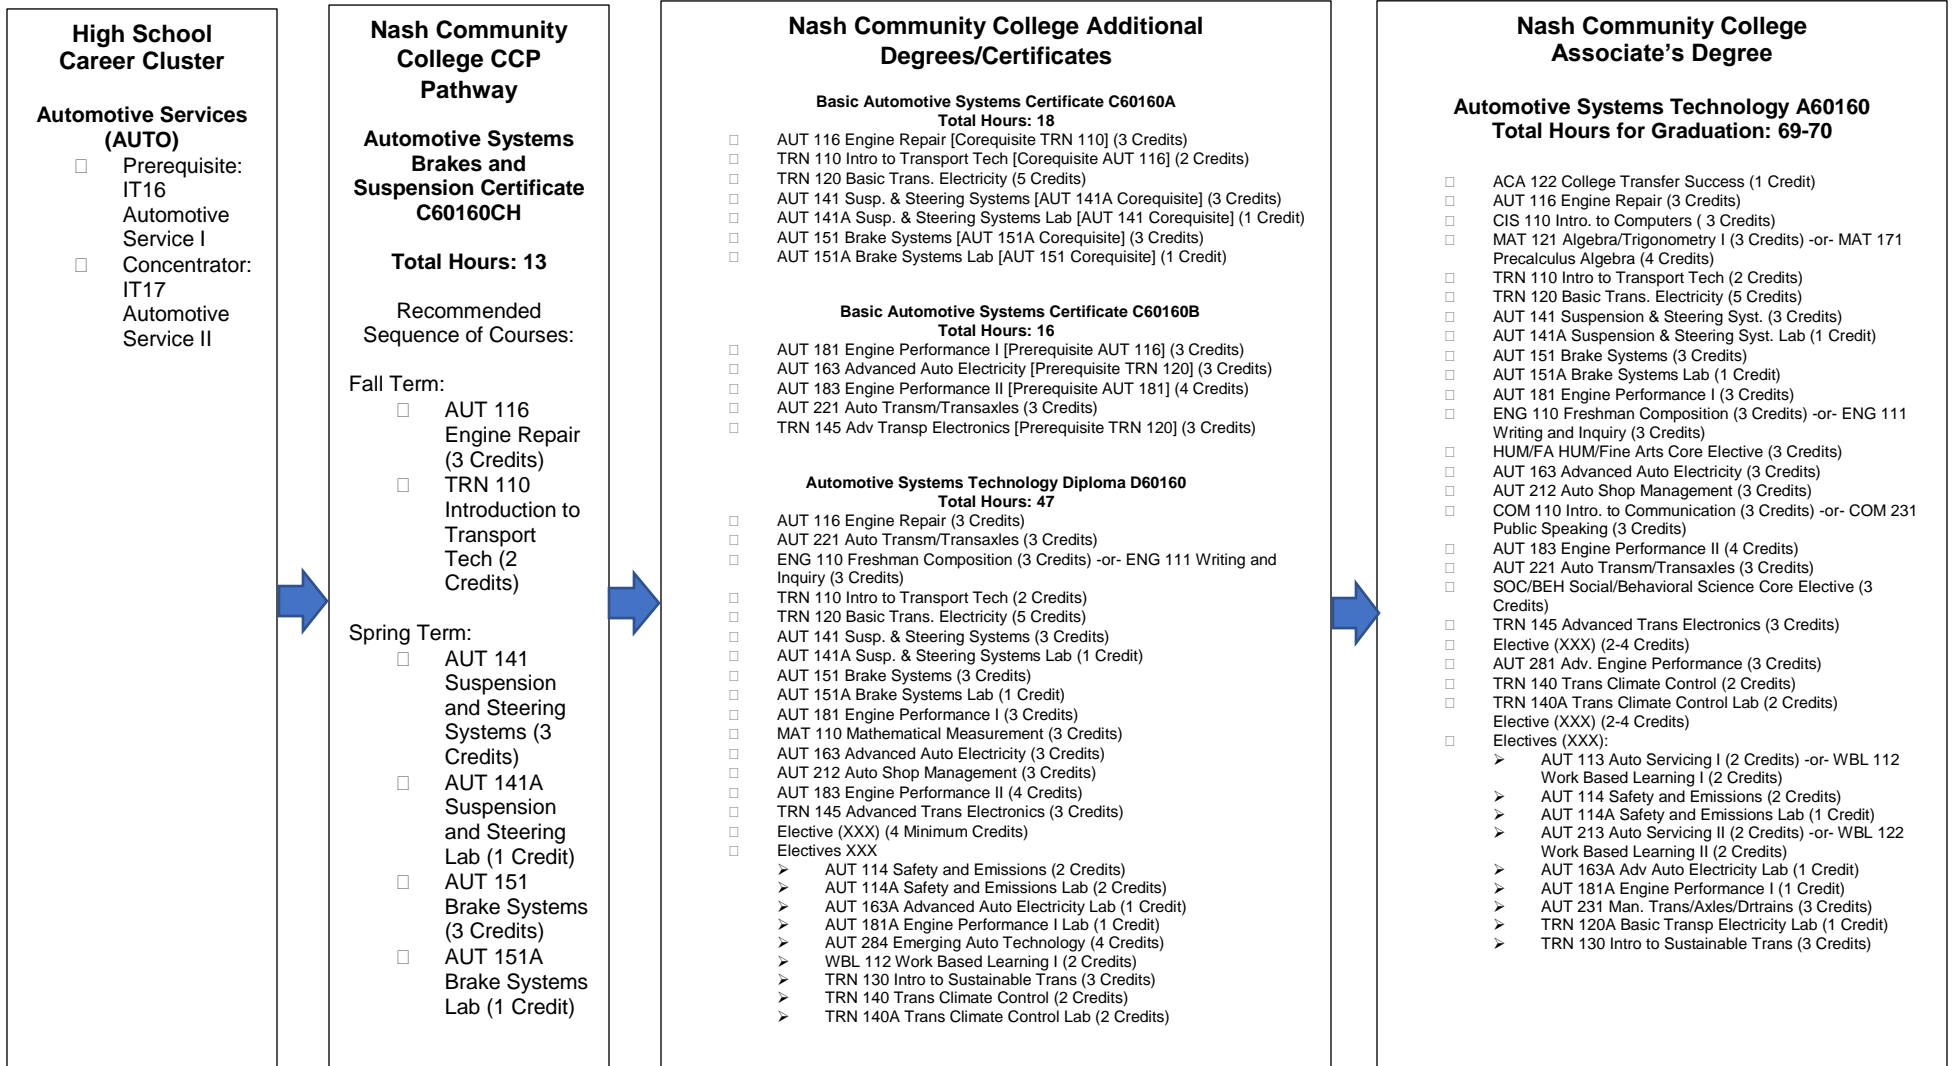 High School
Career Cluster
Automotive Services
(AUTO)
□ Prerequisite:
IT16
Automotive
Service I
□ Concentrator:
IT17
Automotive
Service II
Nash Community
College CCP
Pathway
Automotive Systems
Brakes and
Suspension Certificate
C60160CH
Total Hours: 13
Recommended
Sequence of Courses:
Fall Term:
□ AUT 116
Engine Repair
(3 Credits)
□ TRN 110
Introduction to
Transport
Tech (2
Credits)
Spring Term:
□ AUT 141
Suspension
and Steering
Systems (3
Credits)
□ AUT 141A
Suspension
and Steering
Lab (1 Credit)
□ AUT 151
Brake Systems
(3 Credits)
□ AUT 151A
Brake Systems
Lab (1 Credit)
Nash Community College Additional
Degrees/Certificates
Basic Automotive Systems Certificate C60160A
Total Hours: 18
□ AUT 116 Engine Repair [Corequisite TRN 110] (3 Credits)
□ TRN 110 Intro to Transport Tech [Corequisite AUT 116] (2 Credits)
□ TRN 120 Basic Trans. Electricity (5 Credits)
□ AUT 141 Susp. & Steering Systems [AUT 141A Corequisite] (3 Credits)
□ AUT 141A Susp. & Steering Systems Lab [AUT 141 Corequisite] (1 Credit)
□ AUT 151 Brake Systems [AUT 151A Corequisite] (3 Credits)
□ AUT 151A Brake Systems Lab [AUT 151 Corequisite] (1 Credit)
Basic Automotive Systems Certificate C60160B
Total Hours: 16
□ AUT 181 Engine Performance I [Prerequisite AUT 116] (3 Credits)
□ AUT 163 Advanced Auto Electricity [Prerequisite TRN 120] (3 Credits)
□ AUT 183 Engine Performance II [Prerequisite AUT 181] (4 Credits)
□ AUT 221 Auto Transm/Transaxles (3 Credits)
□ TRN 145 Adv Transp Electronics [Prerequisite TRN 120] (3 Credits)
Automotive Systems Technology Diploma D60160
Total Hours: 47
□ AUT 116 Engine Repair (3 Credits)
□ AUT 221 Auto Transm/Transaxles (3 Credits)
□ ENG 110 Freshman Composition (3 Credits) -or- ENG 111 Writing and
Inquiry (3 Credits)
□ TRN 110 Intro to Transport Tech (2 Credits)
□ TRN 120 Basic Trans. Electricity (5 Credits)
□ AUT 141 Susp. & Steering Systems (3 Credits)
□ AUT 141A Susp. & Steering Systems Lab (1 Credit)
□ AUT 151 Brake Systems (3 Credits)
□ AUT 151A Brake Systems Lab (1 Credit)
□ AUT 181 Engine Performance I (3 Credits)
□ MAT 110 Mathematical Measurement (3 Credits)
□ AUT 163 Advanced Auto Electricity (3 Credits)
□ AUT 212 Auto Shop Management (3 Credits)
□ AUT 183 Engine Performance II (4 Credits)
□ TRN 145 Advanced Trans Electronics (3 Credits)
□ Elective (XXX) (4 Minimum Credits)
□ Electives XXX
➢ AUT 114 Safety and Emissions (2 Credits)
➢ AUT 114A Safety and Emissions Lab (2 Credits)
➢ AUT 163A Advanced Auto Electricity Lab (1 Credit)
➢ AUT 181A Engine Performance I Lab (1 Credit)
➢ AUT 284 Emerging Auto Technology (4 Credits)
➢ WBL 112 Work Based Learning I (2 Credits)
➢ TRN 130 Intro to Sustainable Trans (3 Credits)
➢ TRN 140 Trans Climate Control (2 Credits)
➢ TRN 140A Trans Climate Control Lab (2 Credits)
Nash Community College
Associate's Degree
Automotive Systems Technology A60160
Total Hours for Graduation: 69-70
□ ACA 122 College Transfer Success (1 Credit)
□ AUT 116 Engine Repair (3 Credits)
□ CIS 110 Intro. to Computers ( 3 Credits)
□ MAT 121 Algebra/Trigonometry I (3 Credits) -or- MAT 171
Precalculus Algebra (4 Credits)
□ TRN 110 Intro to Transport Tech (2 Credits)
□ TRN 120 Basic Trans. Electricity (5 Credits)
□ AUT 141 Suspension & Steering Syst. (3 Credits)
□ AUT 141A Suspension & Steering Syst. Lab (1 Credit)
□ AUT 151 Brake Systems (3 Credits)
□ AUT 151A Brake Systems Lab (1 Credit)
□ AUT 181 Engine Performance I (3 Credits)
□ ENG 110 Freshman Composition (3 Credits) -or- ENG 111
Writing and Inquiry (3 Credits)
□ HUM/FA HUM/Fine Arts Core Elective (3 Credits)
□ AUT 163 Advanced Auto Electricity (3 Credits)
□ AUT 212 Auto Shop Management (3 Credits)
□ COM 110 Intro. to Communication (3 Credits) -or- COM 231
Public Speaking (3 Credits)
□ AUT 183 Engine Performance II (4 Credits)
□ AUT 221 Auto Transm/Transaxles (3 Credits)
□ SOC/BEH Social/Behavioral Science Core Elective (3
Credits)
□ TRN 145 Advanced Trans Electronics (3 Credits)
□ Elective (XXX) (2-4 Credits)
□ AUT 281 Adv. Engine Performance (3 Credits)
□ TRN 140 Trans Climate Control (2 Credits)
□ TRN 140A Trans Climate Control Lab (2 Credits)
Elective (XXX) (2-4 Credits)
□ Electives (XXX):
➢ AUT 113 Auto Servicing I (2 Credits) -or- WBL 112
Work Based Learning I (2 Credits)
➢ AUT 114 Safety and Emissions (2 Credits)
➢ AUT 114A Safety and Emissions Lab (1 Credit)
➢ AUT 213 Auto Servicing II (2 Credits) -or- WBL 122
Work Based Learning II (2 Credits)
➢ AUT 163A Adv Auto Electricity Lab (1 Credit)
➢ AUT 181A Engine Performance I (1 Credit)
➢ AUT 231 Man. Trans/Axles/Drtrains (3 Credits)
➢ TRN 120A Basic Transp Electricity Lab (1 Credit)
➢ TRN 130 Intro to Sustainable Trans (3 Credits)